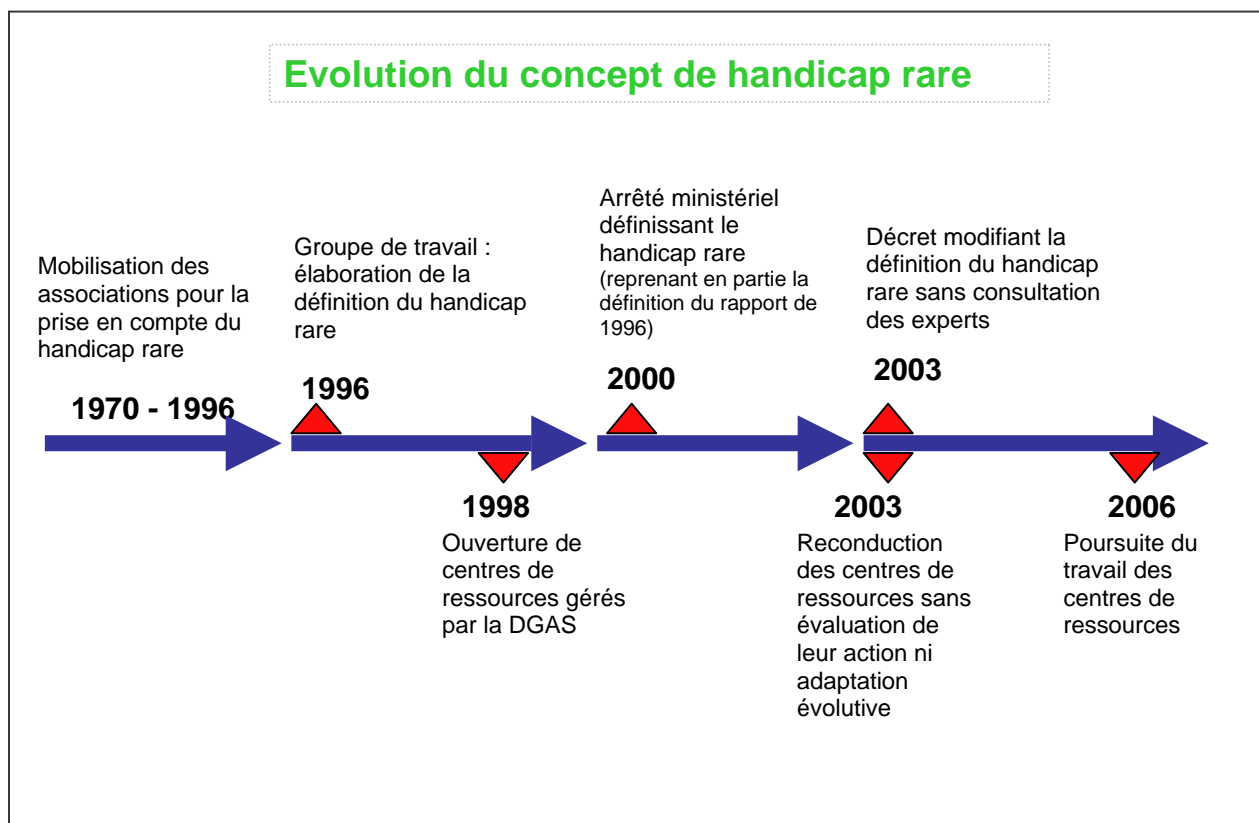 Evolution du concept de handicap rare
Mobilisation des
associations pour la
prise en compte du
handicap rare
1970 - 1996
Groupe de travail :
élaboration de la
définition du handicap
rare
1996
1998
Ouverture de
centres de
ressources gérés
par la DGAS
Arrêté ministériel
définissant le
handicap rare
(reprenant en partie la
définition du rapport de
1996)
2000
Décret modifiant la
définition du handicap
rare sans consultation
des experts
2003
2003
Reconduction
des centres de
ressources sans
évaluation de
leur action ni
adaptation
évolutive
2006
Poursuite du
travail des
centres de
ressources